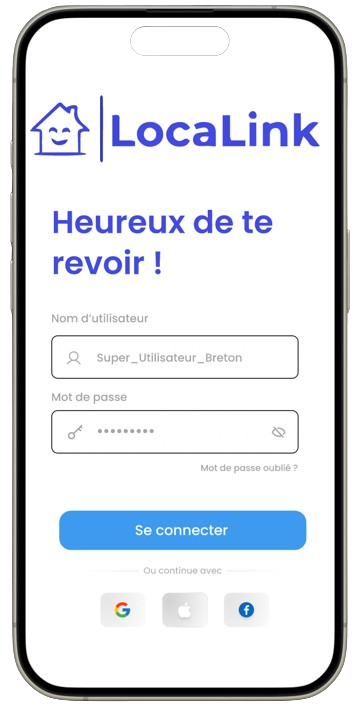 LocaLink
Heureux de te
revoir !
Nom d'utilisateur
Super_Utilisateur_Breton
Mot de passe
•••••••••
Mot de passe oublié ?
Se connecter
Ou continue avec